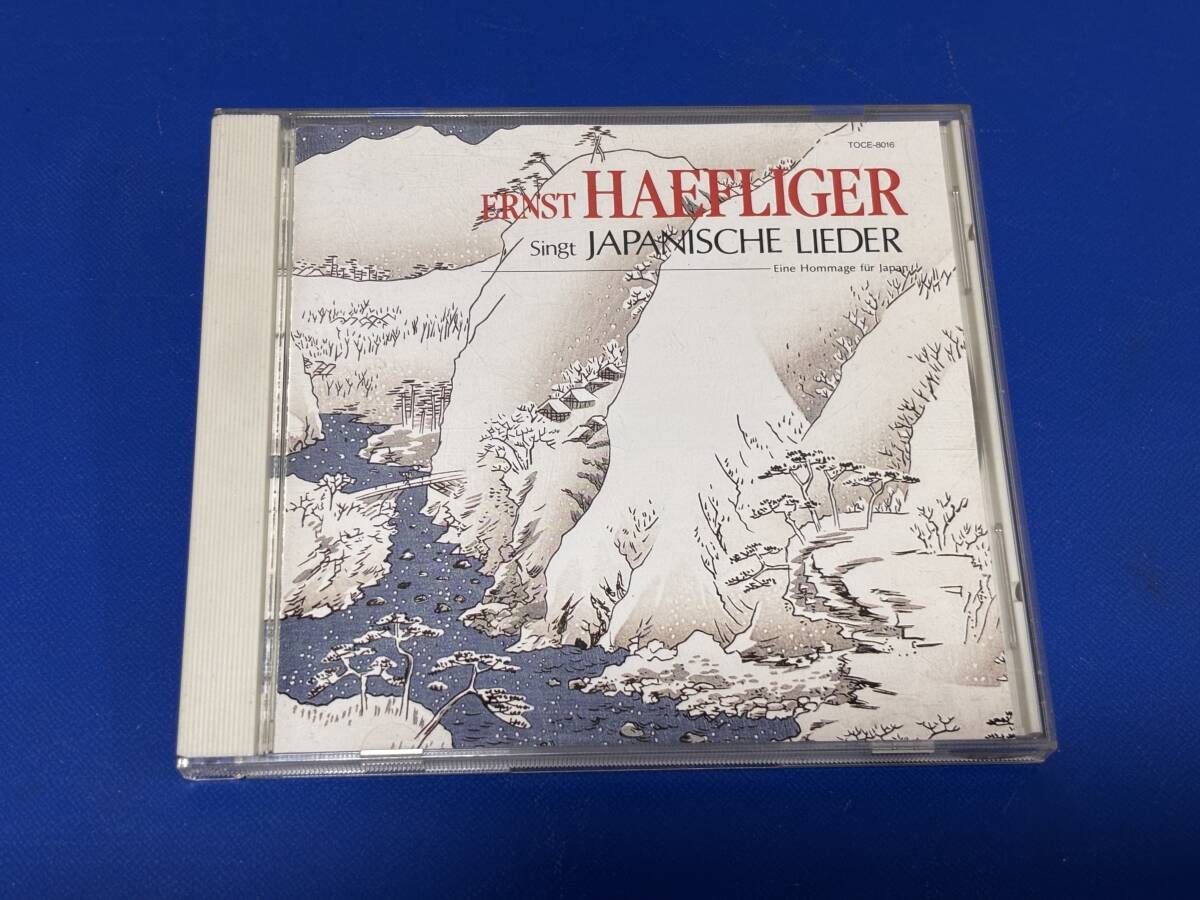 TOCE-8016
ERNST HAEFLIGER
Singt JAPANISCHE LIEDER
Eine Hommage für Japan